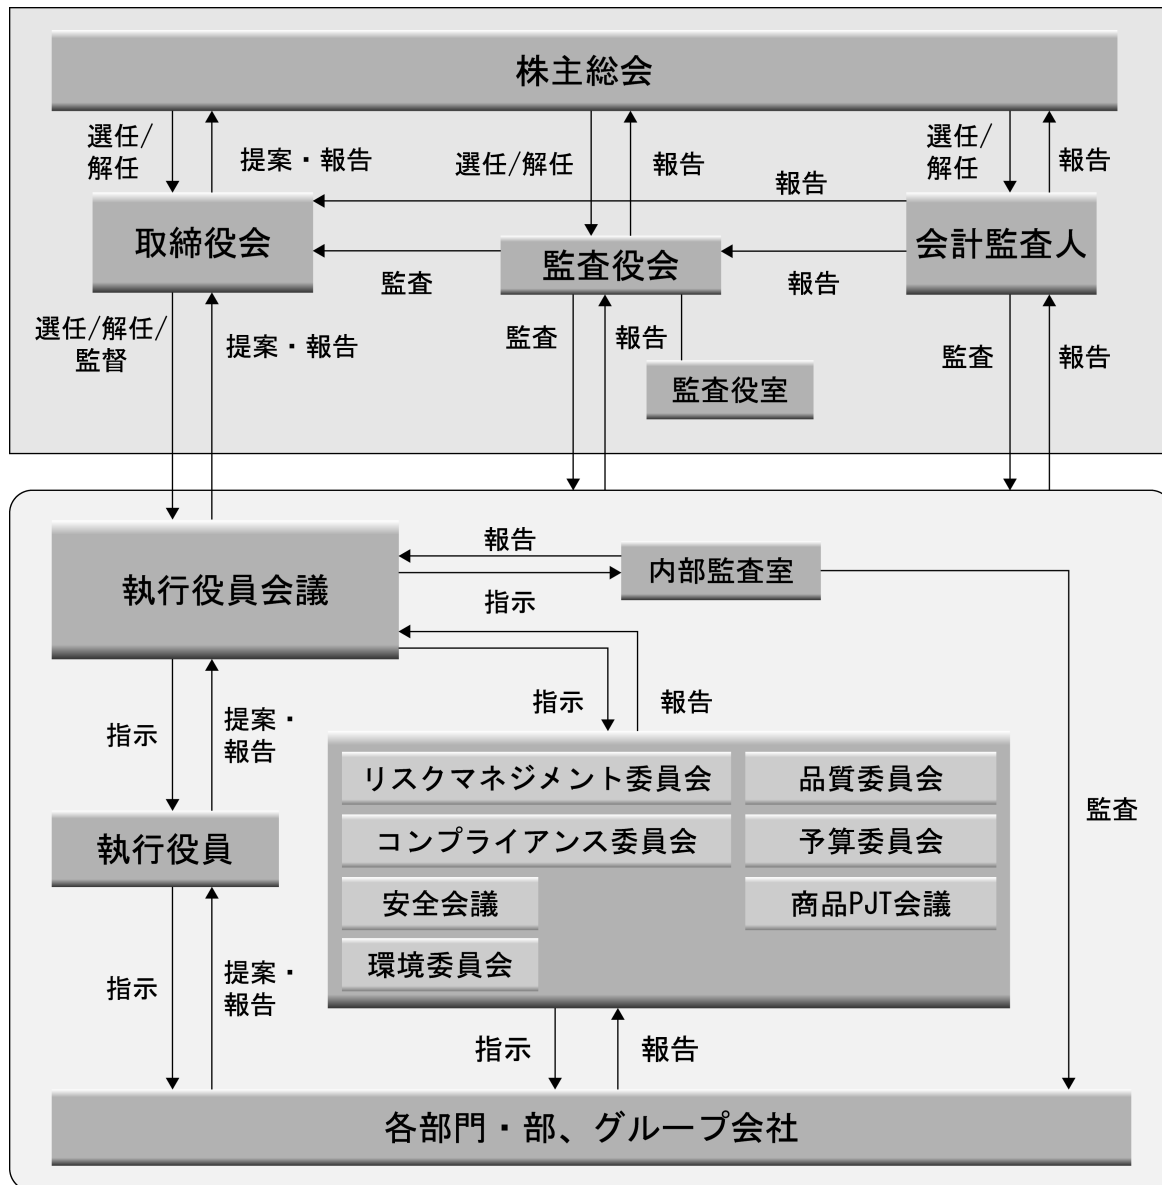 株主総会
選任/
解任
提案・報告
選任/解任
報告
選任/
解任
報告
報告
取締役会
監査役会
会計監査人
監査
報告
選任/解任/
監督
提案・報告
監査
報告
監査
報告
監査役室
報告
執行役員会議
内部監査室
指示
指示
報告
指示
提案・
報告
リスクマネジメント委員会
品質委員会
監査
コンプライアンス委員会
予算委員会
執行役員
安全会議
商品PJT会議
環境委員会
指示
提案・
報告
指示
報告
各部門・部、グループ会社